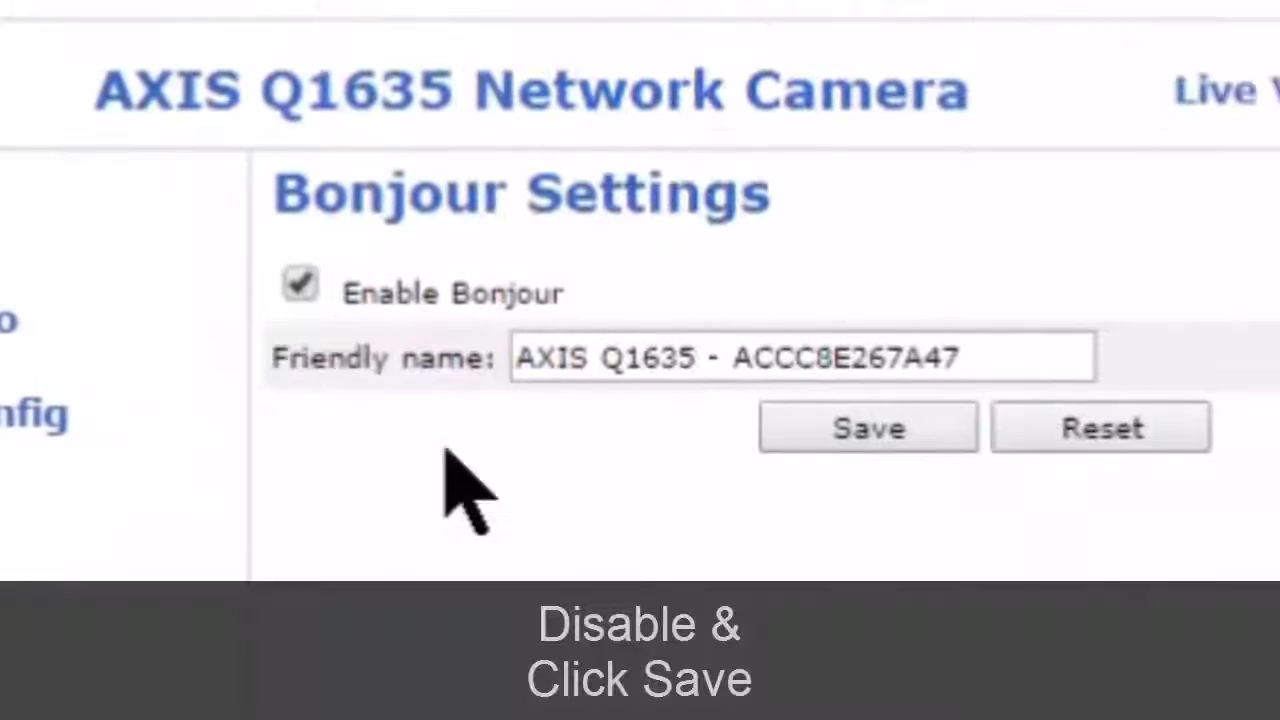 AXIS Q1635 Network Camera
Live
Bonjour Settings
Enable Bonjour
Friendly name: AXIS Q1635 - ACCC8E267A47
Save Reset
Disable &
Click Save